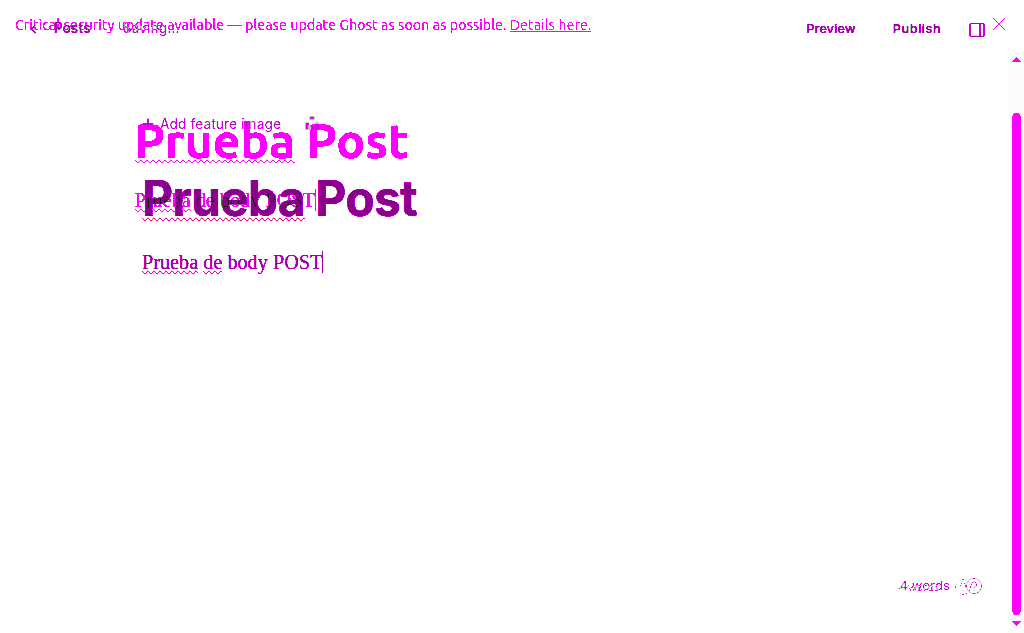 Critical security update available — please update Ghost as soon as possible. Details here.
Posts Saving...
Preview Publish
+ Add feature image
Prueba Post
Prueba de body POST
Prueba Post
Prueba de body POST
4 words